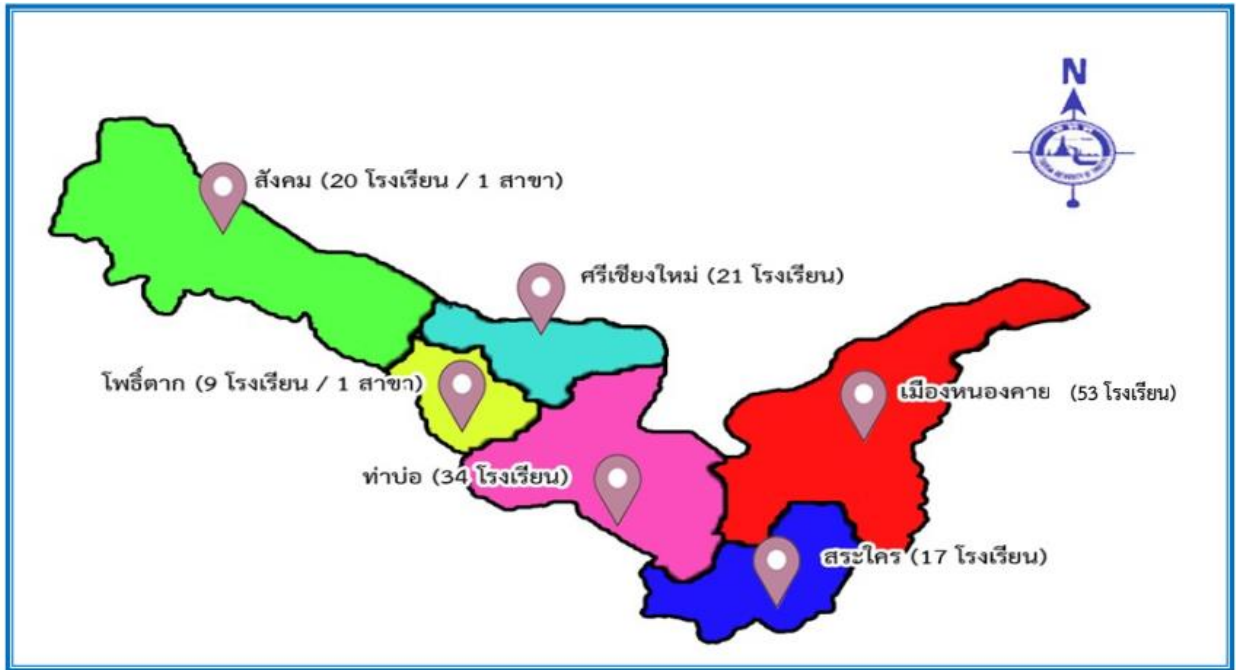 N
สังคม (20 โรงเรียน / 1 สาขา)
ศรีเชียงใหม่ (21 โรงเรียน)
โพธิ์ตาก (9 โรงเรียน / 1 สาขา)
เมืองหนองคาย (53 โรงเรียน)
ท่าบ่อ (34 โรงเรียน)
สระใคร (17 โรงเรียน)